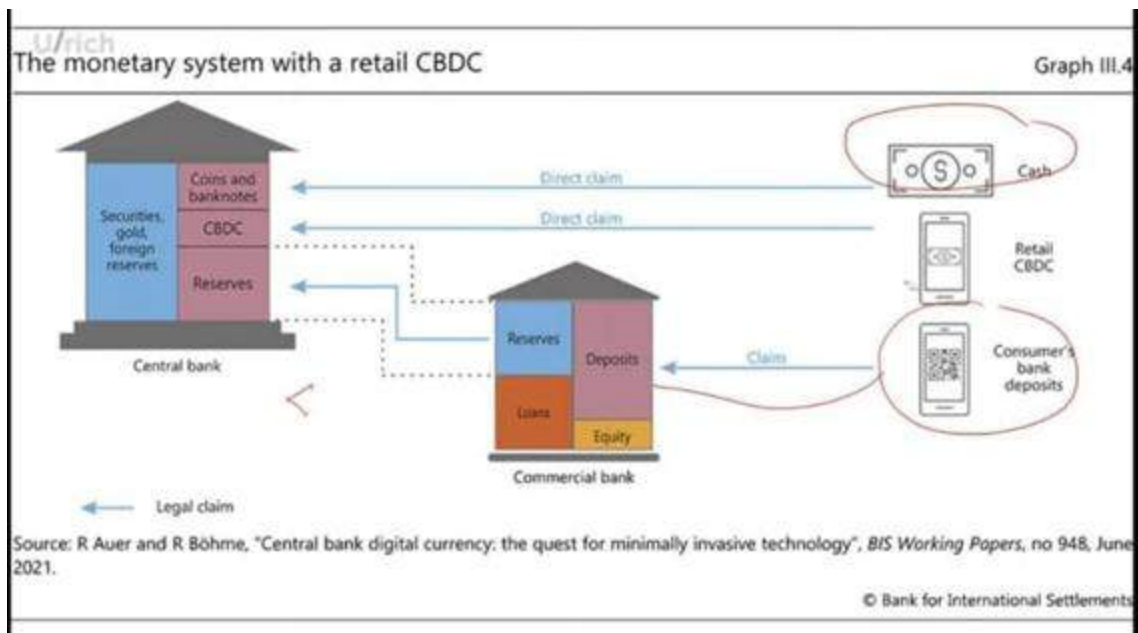 U/rich
The monetary system with a retail CBDC
Graph III.4
Coins and
banknotes
Securities,
gold,
foreign
reserves
CBDC
Reserves
Central bank
Direct claim
Direct claim
Cash
Retail
CBDC
Reserves
Deposits
Loans
Equity
Commercial bank
Claim
Consumer's
bank
deposits
Legal claim
Source: R Auer and R Böhme, "Central bank digital currency: the quest for minimally invasive technology", BIS Working Papers, no 948, June
2021.
© Bank for International Settlements